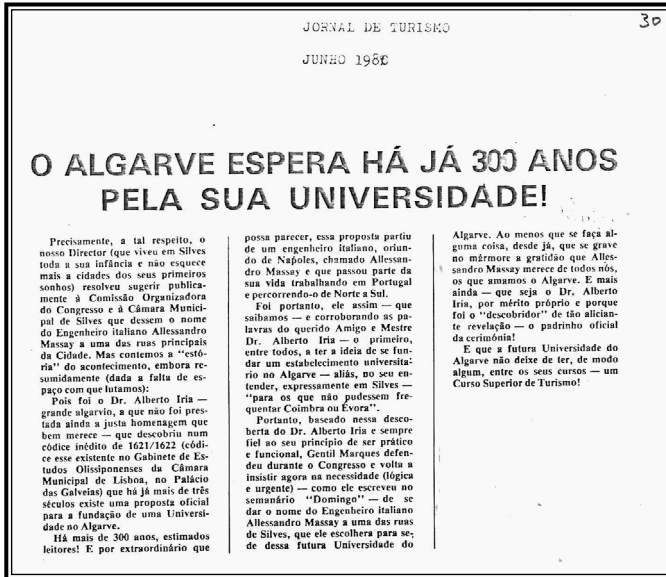 30
JORNAL DE TURISMO
JUNHO 198
O ALGARVE ESPERA HÁ JÁ 300 ANOS
PELA SUA UNIVERSIDADE!
Precisamente, a tal respeito, o
nosso Director (que viveu em Silves
toda a sua infância e não esquece
mais a cidades dos seus primeiros
sonhos) resolveu sugerir publica-
mente à Comissão Organizadora
do Congresso e à Câmara Munici-
pal de Silves que dessem o nome
do Engenheiro italiano Allessandro
Massay a uma das ruas principais
da Cidade. Mas contemos a "estó-
ria" do acontecimento, embora re-
sumidamente (dada a falta de es-
paço com que lutamos):
Pois foi o Dr. Alberto Iria —
grande algarvio, a que não foi pres-
tada ainda a justa homenagem que
bem merece — que descobriu num
códice inédito de 1621/1622 (códi-
ce esse existente no Gabinete de Es-
tudos Olissiponenses da Câmara
Municipal de Lisboa, no Palácio
das Galveias) que há já mais de três
séculos existe uma proposta oficial
para a fundação de uma Universi-
dade no Algarve.
Há mais de 300 anos, estimados
leitores! E por extraordinário que
possa parecer, essa proposta partiu
de um engenheiro italiano, oriun-
do de Napoles, chamado Allessan-
dro Massay e que passou parte da
sua vida trabalhando em Portugal
e percorrendo-o de Norte a Sul.
Foi portanto, ele assim — que
saibamos — e corroborando as pa-
lavras do querido Amigo e Mestre
Dr. Alberto Iria — o primeiro,
entre todos, a ter a ideia de se fun-
dar um estabelecimento universitá-
rio no Algarve — aliás, no seu en-
tender, expressamente em Silves —
"para os que não pudessem fre-
quentar Coimbra ou Évora".
Portanto, baseado nessa desco-
berta do Dr. Alberto Iria e sempre
fiel ao seu princípio de ser prático
e funcional, Gentil Marques defen-
deu durante o Congresso e volta a
insistir agora na necessidade (lógica
e urgente) — como ele escreveu no
semanário "Domingo" — de se
dar o nome do Engenheiro italiano
Allessandro Massay a uma das ruas
de Silves, que ele escolhera para se-
de dessa futura Universidade do
Algarve. Ao menos que se faça al-
guma coisa, desde já, que se grave
no mármore a gratidão que Alles-
sandro Massay merece de todos nós,
os que amamos o Algarve. E mais
ainda — que seja o Dr. Alberto
Iria, por mérito próprio e porque
foi o "descobridor" de tão alician-
te revelação — o padrinho oficial
da cerimónia!
E que a futura Universidade do
Algarve não deixe de ter, de modo
algum, entre os seus cursos — um
Curso Superior de Turismo!